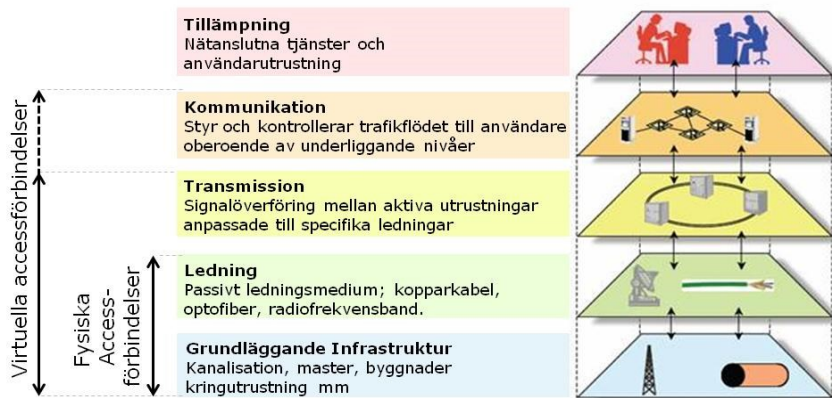 Tillämpning
Nätanslutna tjänster och
användarutrustning
Kommunikation
Styr och kontrollerar trafikflödet till användare
oberoende av underliggande nivåer
Transmission
Signalöverföring mellan aktiva utrustningar
anpassade till specifika ledningar
Ledning
Passivt ledningsmedium; kopparkabel,
optofiber, radiofrekvensband.
Grundläggande Infrastruktur
Kanalisation, master, byggnader
kringutrustning mm
Virtuella accessförbindelser
Fysiska
Access-
förbindelser